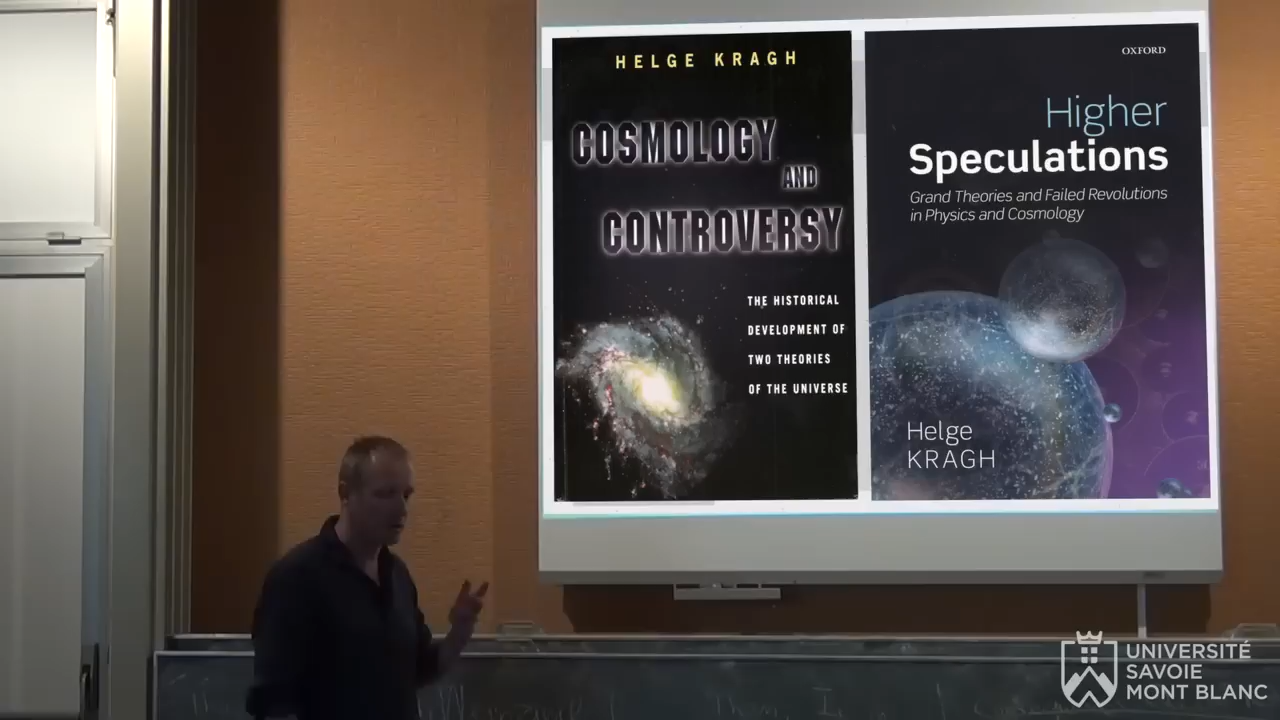 HELGE KRAGH
COSMOLOGY
AND
CONTROVERSY
THE HISTORICAL
DEVELOPMENT OF
TWO THEORIES
OF THE UNIVERSE
OXFORD
Higher
Speculations
Grand Theories and Failed Revolutions
in Physics and Cosmology
Helge
KRAGH
UNIVERSITÉ
SAVOIE
MONT BLANC